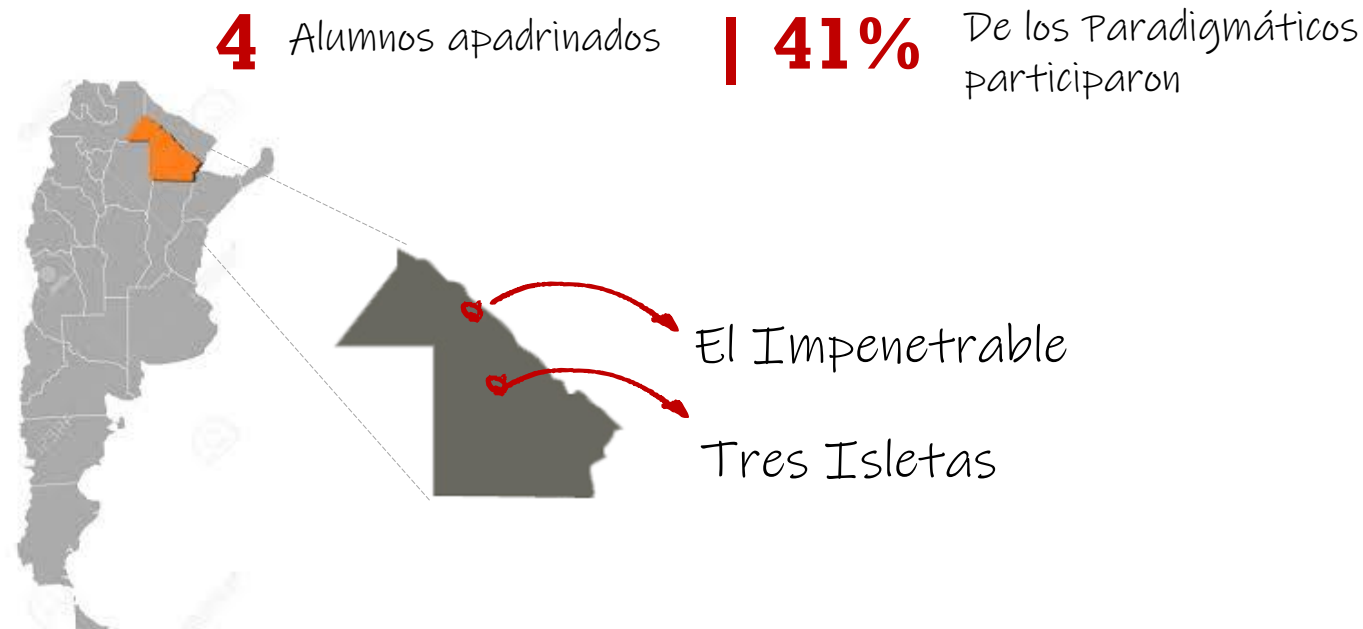 4 Alumnos apadrinados
41% De los Paradigmáticos
participaron
El Impenetrable
Tres Isletas